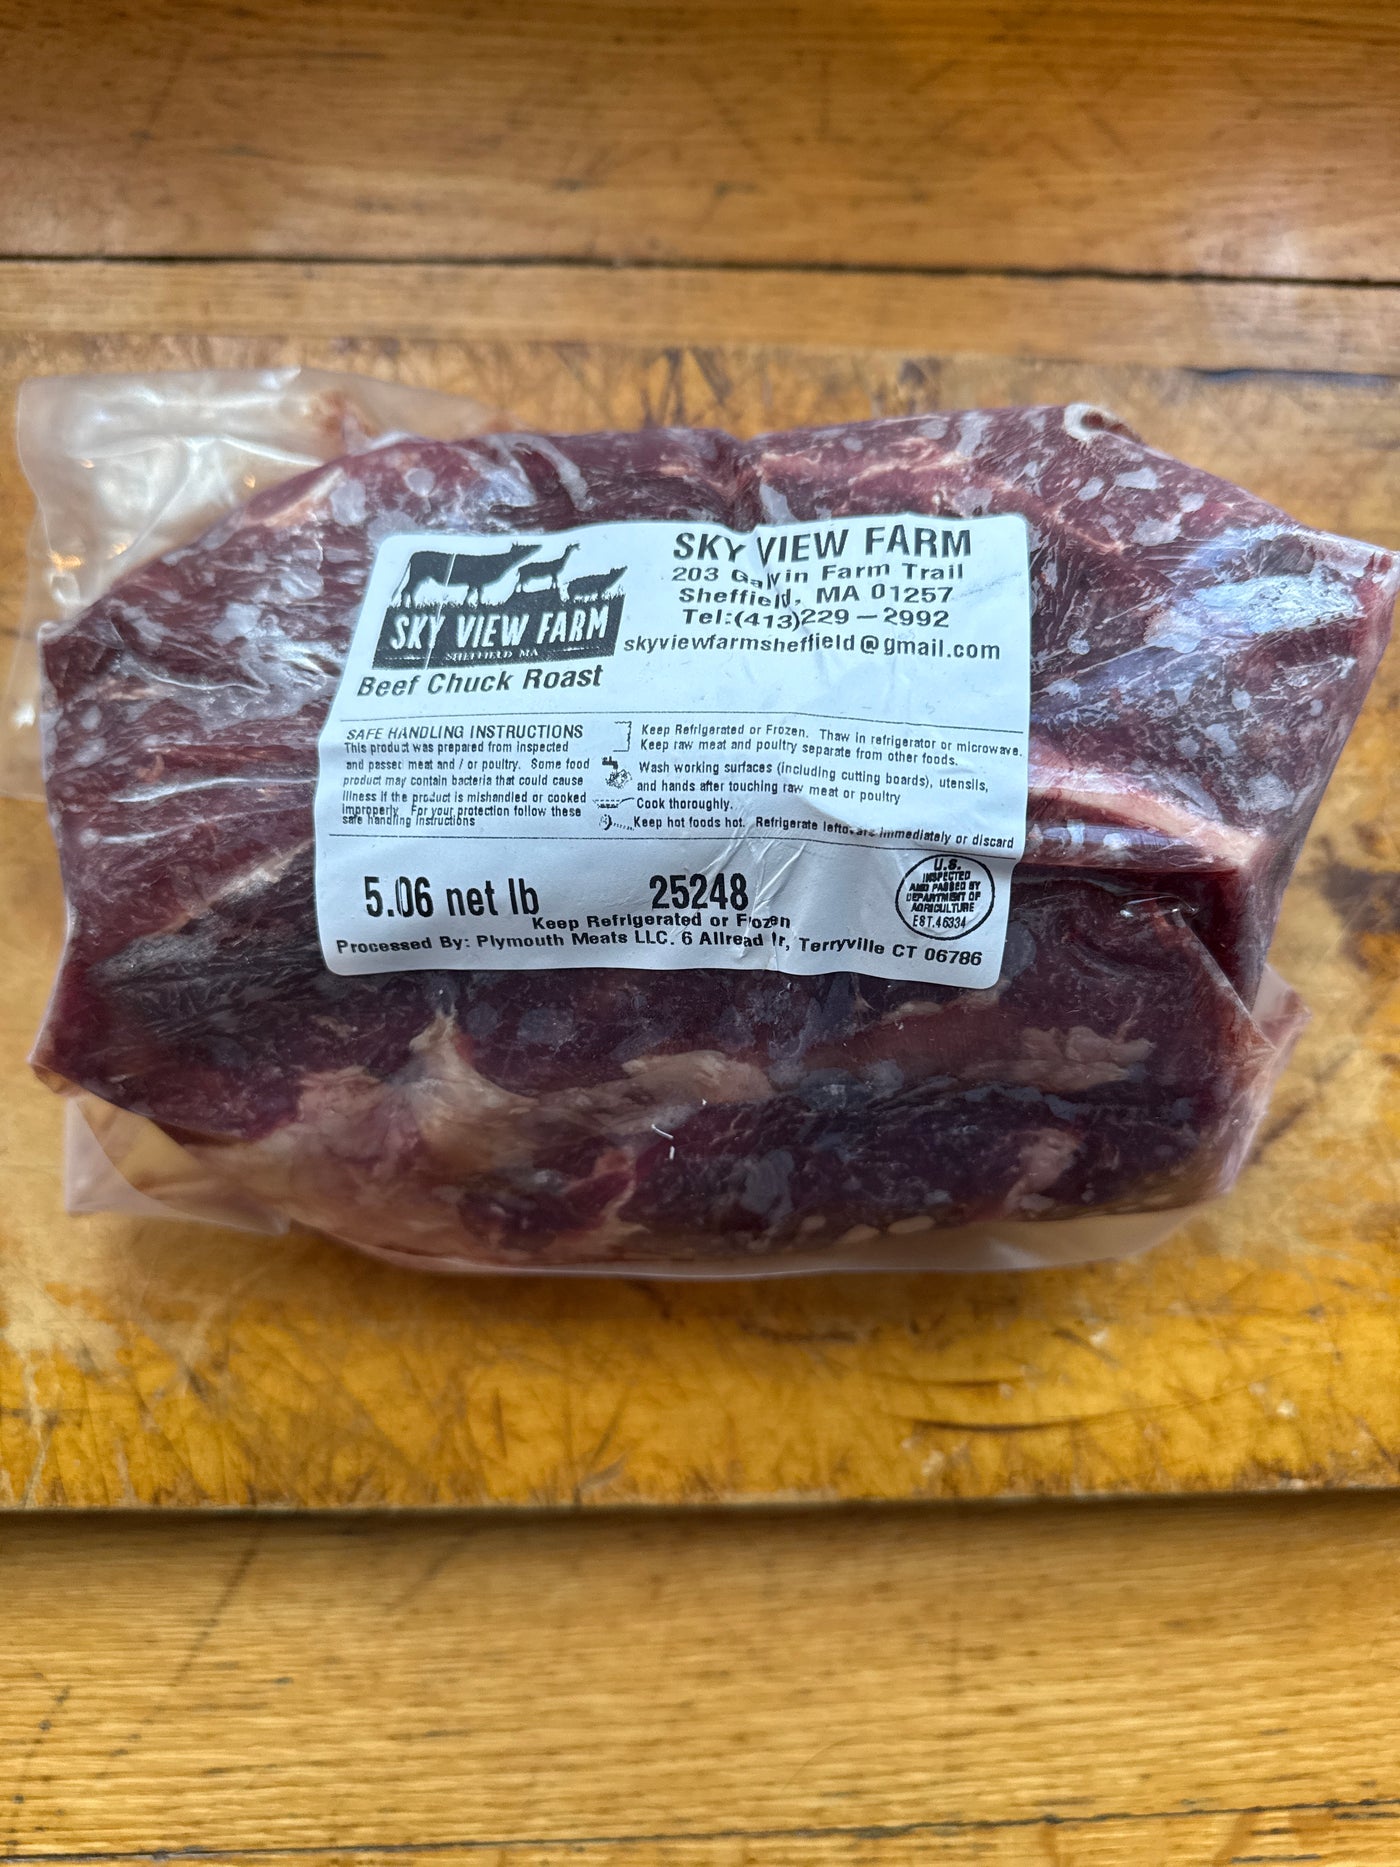 SKY VIEW FARM
SHEFFIELD MA
Beef Chuck Roast
SKY VIEW FARM
203 Galvin Farm Trail
Sheffield, MA 01257
Tel:(413)229-2992
skyviewfarmsheffield@gmail.com
SAFE HANDLING INSTRUCTIONS
This product was prepared from inspected
and passed meat and / or poultry. Some food
product may contain bacteria that could cause
illness if the product is mishandled or cooked
improperly. For your protection follow these
safe handling instructions
Keep Refrigerated or Frozen. Thaw in refrigerator or microwave.
Keep raw meat and poultry separate from other foods.
Wash working surfaces (including cutting boards), utensils,
and hands after touching raw meat or poultry
Cook thoroughly.
Keep hot foods hot. Refrigerate leftovers immediately or discard
5.06 net lb
25248
Keep Refrigerated or Frozen
Processed By: Plymouth Meats LLC. 6 Allread Ir, Terryville CT 06786
U.S.
INSPECTED
AND PASSED BY
DEPARTMENT OF
AGRICULTURE
EST.46334